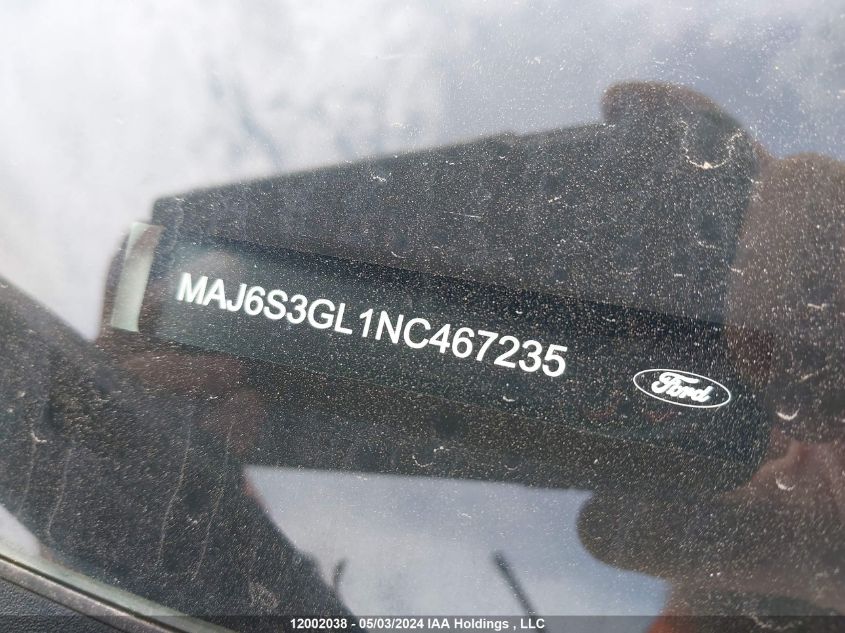 MAJ6S3GL1NC467235
Ford
12002038 - 05/03/2024 IAA Holdings , LLC